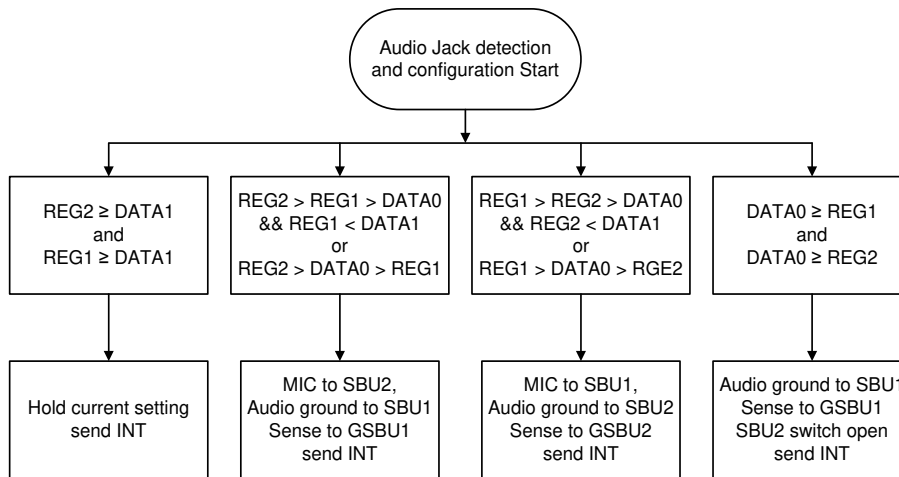 Audio Jack detection
and configuration Start
REG2 ≥ DATA1
and
REG1 ≥ DATA1
REG2 > REG1 > DATA0
&& REG1 < DATA1
or
REG2 > DATA0 > REG1
REG1 > REG2 > DATA0
&& REG2 < DATA1
or
REG1 > DATA0 > RGE2
DATA0 ≥ REG1
and
DATA0 ≥ REG2
Hold current setting
send INT
MIC to SBU2,
Audio ground to SBU1
Sense to GSBU1
send INT
MIC to SBU1,
Audio ground to SBU2
Sense to GSBU2
send INT
Audio ground to SBU1
Sense to GSBU1
SBU2 switch open
send INT